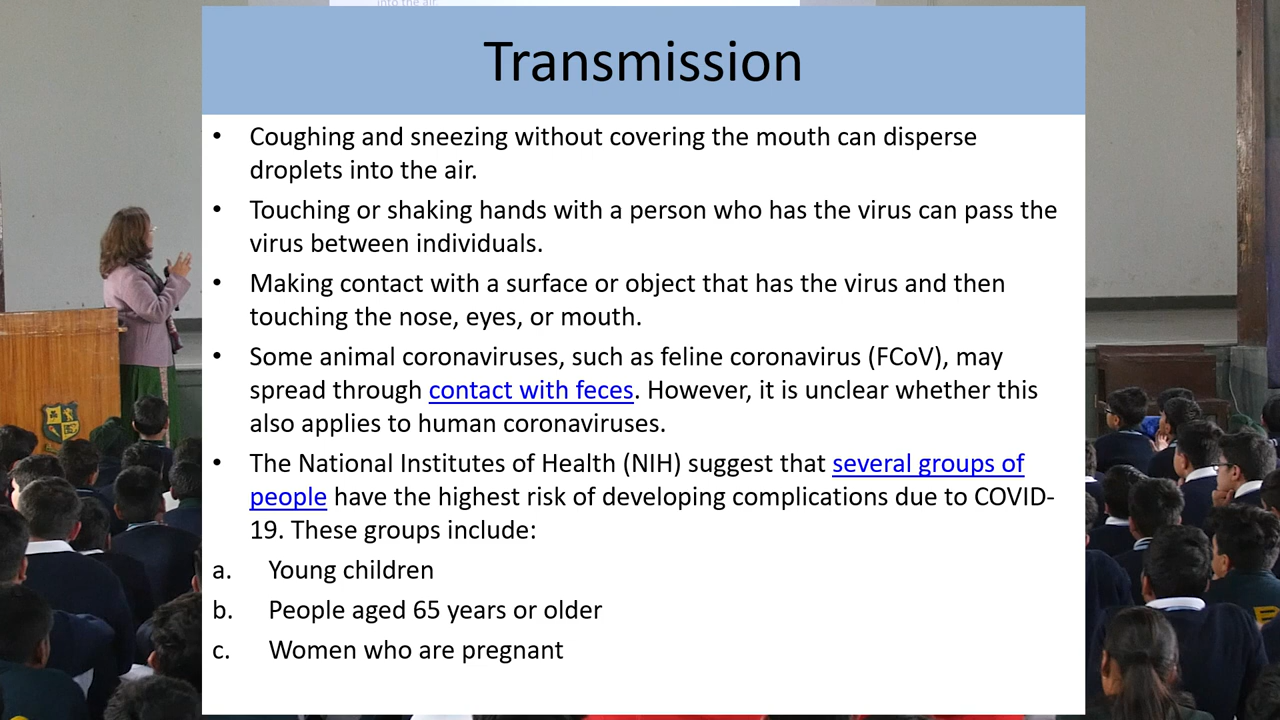 into the air.
Transmission
• Coughing and sneezing without covering the mouth can disperse
droplets into the air.
• Touching or shaking hands with a person who has the virus can pass the
virus between individuals.
• Making contact with a surface or object that has the virus and then
touching the nose, eyes, or mouth.
• Some animal coronaviruses, such as feline coronavirus (FCoV), may
spread through contact with feces. However, it is unclear whether this
also applies to human coronaviruses.
• The National Institutes of Health (NIH) suggest that several groups of
people have the highest risk of developing complications due to COVID-
19. These groups include:
a. Young children
b. People aged 65 years or older
c. Women who are pregnant